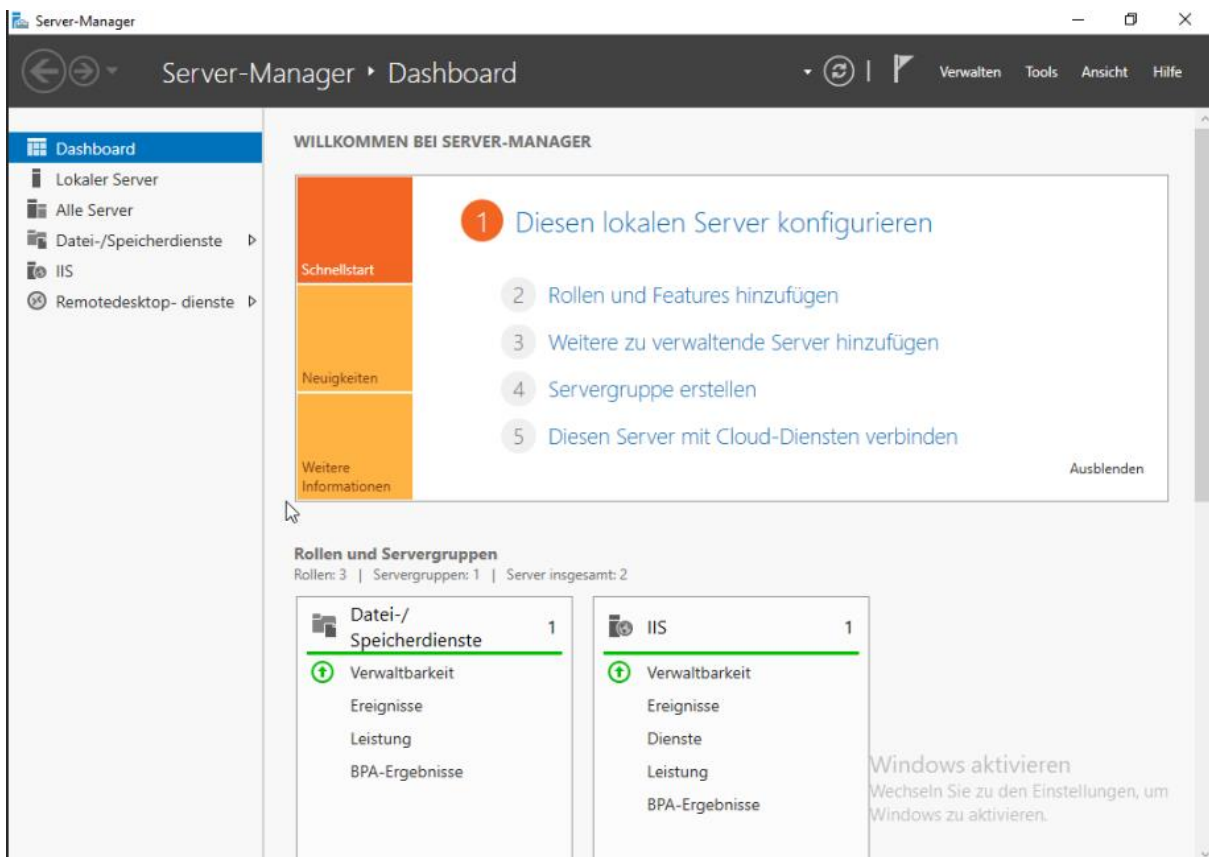 Server-Manager
Server-Manager ‣ Dashboard
Verwalten Tools Ansicht Hilfe
Dashboard
Lokaler Server
Alle Server
Datei-/Speicherdienste
IIS
Remotedesktop- dienste
WILLKOMMEN BEI SERVER-MANAGER
Schnellstart
Neuigkeiten
Weitere
Informationen
1 Diesen lokalen Server konfigurieren
2 Rollen und Features hinzufügen
3 Weitere zu verwaltende Server hinzufügen
4 Servergruppe erstellen
5 Diesen Server mit Cloud-Diensten verbinden
Ausblenden
Rollen und Servergruppen
Rollen: 3 | Servergruppen: 1 | Server insgesamt: 2
Datei-/
Speicherdienste 1
Verwaltbarkeit
Ereignisse
Leistung
BPA-Ergebnisse
IIS 1
Verwaltbarkeit
Ereignisse
Dienste
Leistung
BPA-Ergebnisse
Windows aktivieren
Wechseln Sie zu den Einstellungen, um
Windows zu aktivieren.